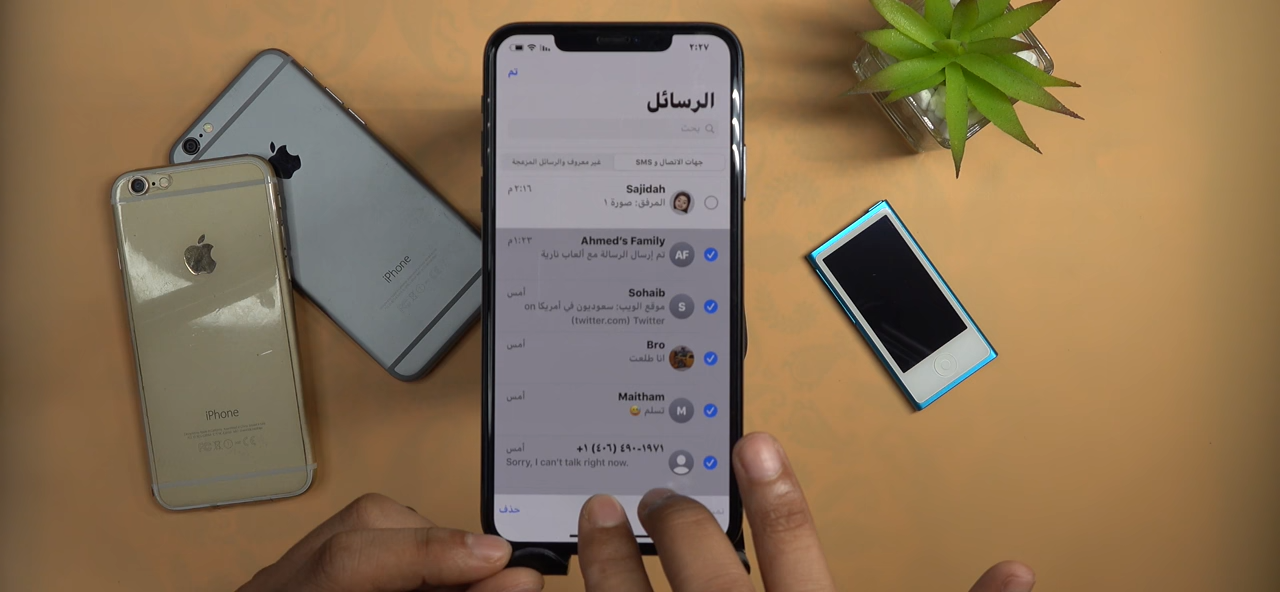 ٢:٢٧
تم
الرسائل
بحث
جهات الاتصال و SMS
غير معروف والرسائل المزعجة
Sajidah
٢:١٦ م
المرفق: صورة ١
Ahmed's Family
١:٢٣ م
AF
تم إرسال الرسالة مع ألعاب نارية
Sohaib
أمس
S
موقع الويب: سعوديون في أمريكا on
(twitter.com) Twitter
Bro
أمس
انا طلعت
Maitham
أمس
M
تسلم 😆
+١ (٤٠٦) ٤٩٠-١٩٧١
أمس
Sorry, I can't talk right now.
حذف
iPhone
iPhone